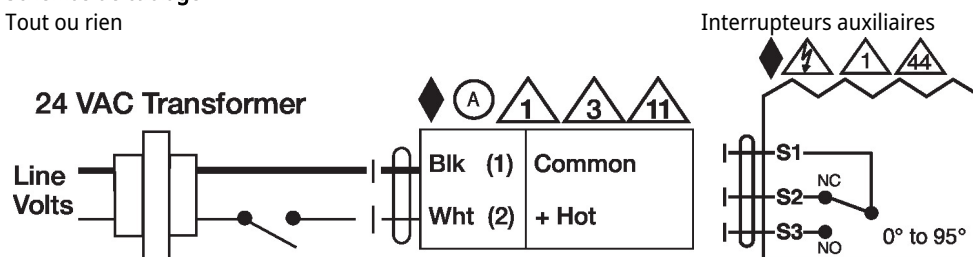 Tout ou rien
Interrupteurs auxiliaires
24 VAC Transformer
A 1 3 11
1 44
Line
Volts
Blk (1) Common
Wht (2) + Hot
S1
S2 NC
S3 NO
0° to 95°